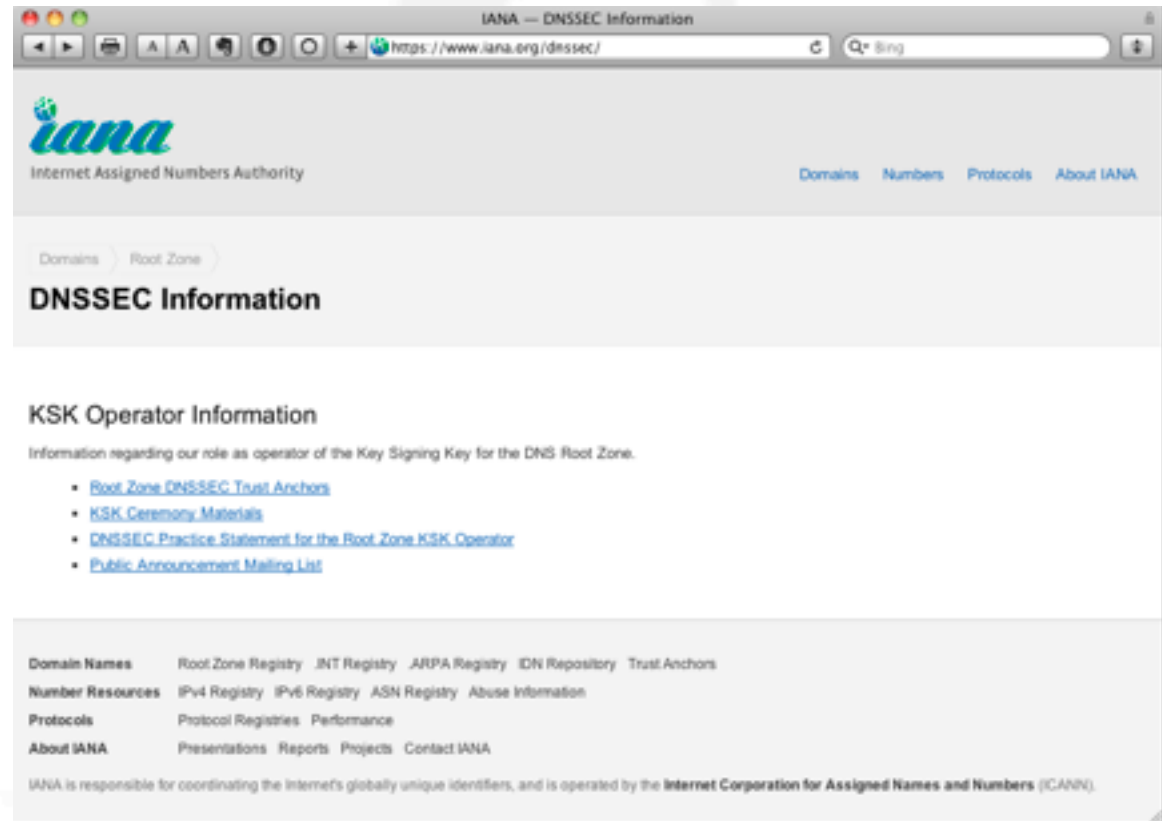 IANA — DNSSEC Information
A A + https://www.iana.org/dnssec/ Bing
iana
Internet Assigned Numbers Authority
Domains Numbers Protocols About IANA
Domains Root Zone
DNSSEC Information
KSK Operator Information
Information regarding our role as operator of the Key Signing Key for the DNS Root Zone.
• Root Zone DNSSEC Trust Anchors
• KSK Ceremony Materials
• DNSSEC Practice Statement for the Root Zone KSK Operator
• Public Announcement Mailing List
Domain Names Root Zone Registry .INT Registry .ARPA Registry IDN Repository Trust Anchors
Number Resources IPv4 Registry IPv6 Registry ASN Registry Abuse Information
Protocols Protocol Registries Performance
About IANA Presentations Reports Projects Contact IANA
IANA is responsible for coordinating the Internet's globally unique identifiers, and is operated by the Internet Corporation for Assigned Names and Numbers (ICANN).